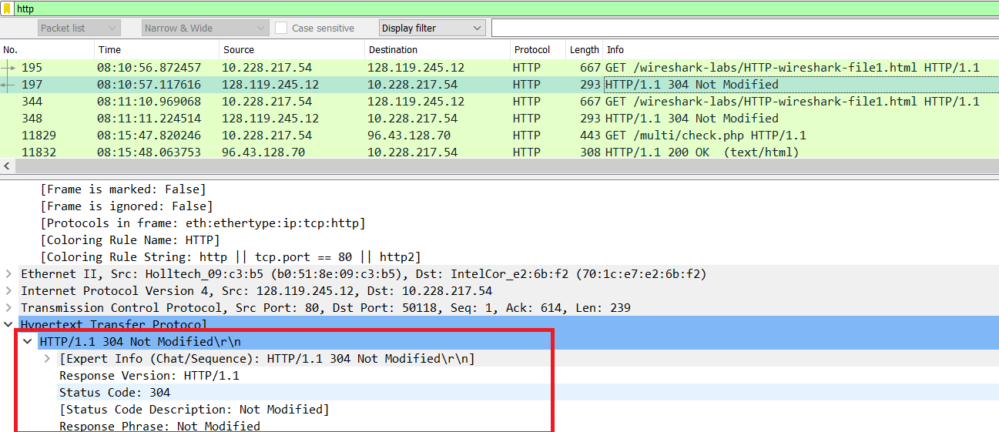 http
Packet list Narrow & Wide Case sensitive Display filter
No. Time Source Destination Protocol Length Info
195 08:10:56.872457 10.228.217.54 128.119.245.12 HTTP 667 GET /wireshark-labs/HTTP-wireshark-file1.html HTTP/1.1
197 08:10:57.117616 128.119.245.12 10.228.217.54 HTTP 293 HTTP/1.1 304 Not Modified
344 08:11:10.969068 10.228.217.54 128.119.245.12 HTTP 667 GET /wireshark-labs/HTTP-wireshark-file1.html HTTP/1.1
348 08:11:11.224514 128.119.245.12 10.228.217.54 HTTP 293 HTTP/1.1 304 Not Modified
11829 08:15:47.820246 10.228.217.54 96.43.128.70 HTTP 443 GET /multi/check.php HTTP/1.1
11832 08:15:48.063753 96.43.128.70 10.228.217.54 HTTP 308 HTTP/1.1 200 OK (text/html)
[Frame is marked: False]
[Frame is ignored: False]
[Protocols in frame: eth:ethertype:ip:tcp:http]
[Coloring Rule Name: HTTP]
[Coloring Rule String: http || tcp.port == 80 || http2]
Ethernet II, Src: Holltech_09:c3:b5 (b0:51:8e:09:c3:b5), Dst: IntelCor_e2:6b:f2 (70:1c:e7:e2:6b:f2)
Internet Protocol Version 4, Src: 128.119.245.12, Dst: 10.228.217.54
Transmission Control Protocol, Src Port: 80, Dst Port: 50118, Seq: 1, Ack: 614, Len: 239
Hypertext Transfer Protocol
HTTP/1.1 304 Not Modified\r\n
[Expert Info (Chat/Sequence): HTTP/1.1 304 Not Modified\r\n]
Response Version: HTTP/1.1
Status Code: 304
[Status Code Description: Not Modified]
Response Phrase: Not Modified